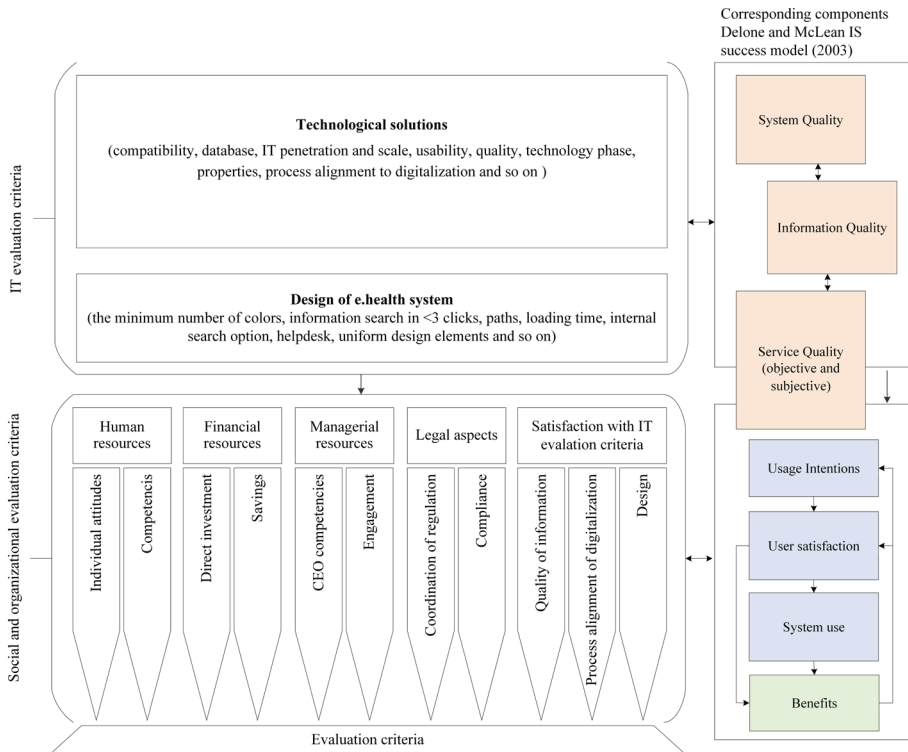 Corresponding components
Delone and McLean IS
success model (2003)
IT evaluation criteria
Technological solutions
(compatibility, database, IT penetration and scale, usability, quality, technology phase,
properties, process alignment to digitalization and so on )
Design of e.health system
(the minimum number of colors, information search in <3 clicks, paths, loading time, internal
search option, helpdesk, uniform design elements and so on)
System Quality
Information Quality
Service Quality
(objective and
subjective)
Social and organizational evaluation criteria
Human
resources
Individual attitudes
Competencis
Financial
resources
Direct investment
Savings
Managerial
resources
CEO competencies
Engagement
Legal aspects
Coordination of regulation
Compliance
Satisfaction with IT
evalation criteria
Quality of information
Process alignment of digitalization
Design
Usage Intentions
User satisfaction
System use
Benefits
Evaluation criteria